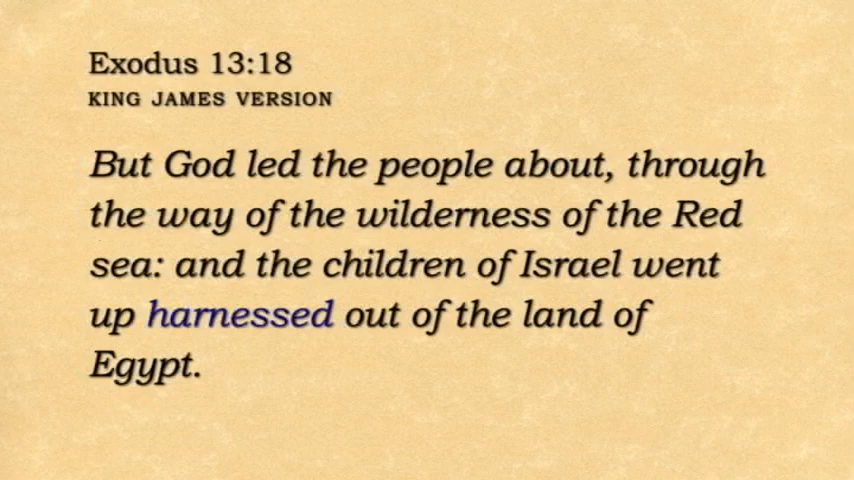 Exodus 13:18
KING JAMES VERSION
But God led the people about, through
the way of the wilderness of the Red
sea: and the children of Israel went
up harnessed out of the land of
Egypt.